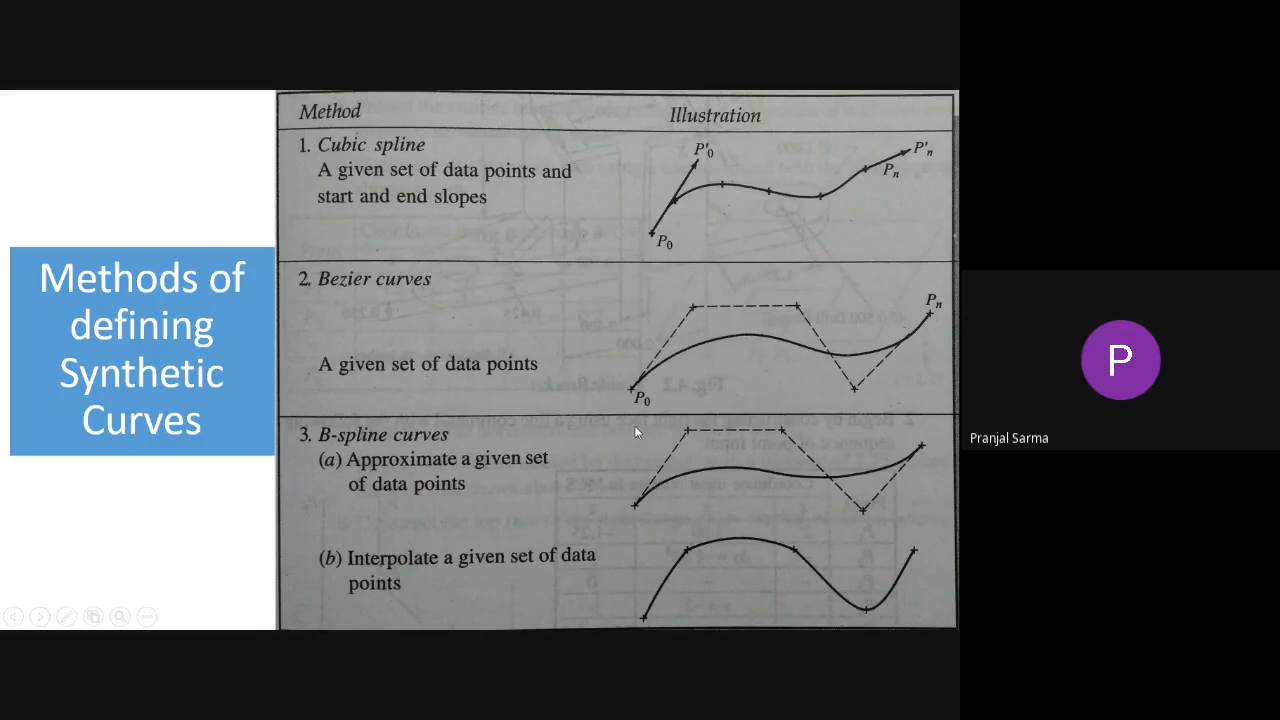 Methods of
defining
Synthetic
Curves
Method
Illustration
1. Cubic spline
A given set of data points and
start and end slopes
P'0
P'n
Pn
P0
2. Bezier curves
A given set of data points
Pn
P0
3. B-spline curves
(a) Approximate a given set
of data points
(b) Interpolate a given set of data
points
P
Pranjal Sarma